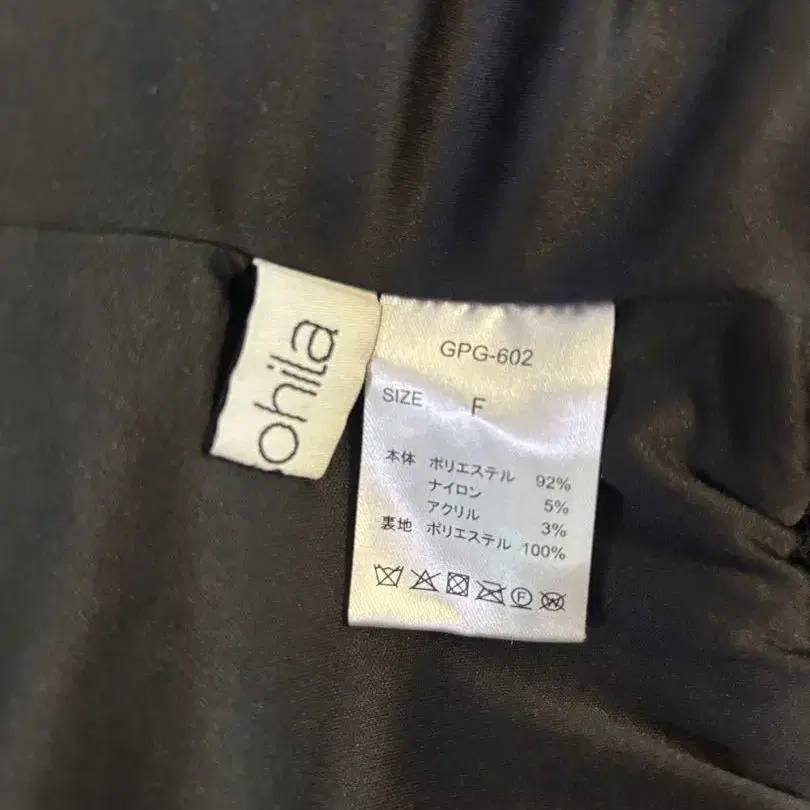 ohila
GPG-602
SIZE F
本体 ポリエステル 92%
ナイロン 5%
アクリル 3%
裏地 ポリエステル 100%
F W